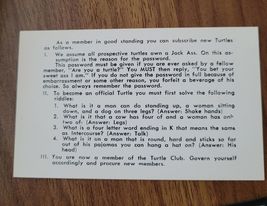 As a member in good standing you can subscribe new Turtles
as follows.
I. We assume all prospective turtles own a Jack Ass. On this as-
sumption is the reason for the password.
This password must be given if you are ever asked by a fellow
member, "Are you a turtle?" You MUST then reply, "You bet your
sweet ass I am." If you do not give the password in full because of
embarrassment or some other reason, you forfeit a beverage of his
choice. So always remember the password.
II. To become an official Turtle you must first solve the following
riddles:
1. What is it a man can do standing up, a woman sitting
down, and a dog on three legs? (Answer: Shake hands)
2. What is it that a cow has four of and a woman has only
two of: (Answer: Legs)
3. What is a four letter word ending in K that means the same
as Intercourse? (Answer: Talk)
4. What is it on a man that is round, hard and sticks so far
out of his pajamas you can hang a hat on? (Answer: His
head)
III. You are now a member of the Turtle Club. Govern yourself
accordingly and procure new members.